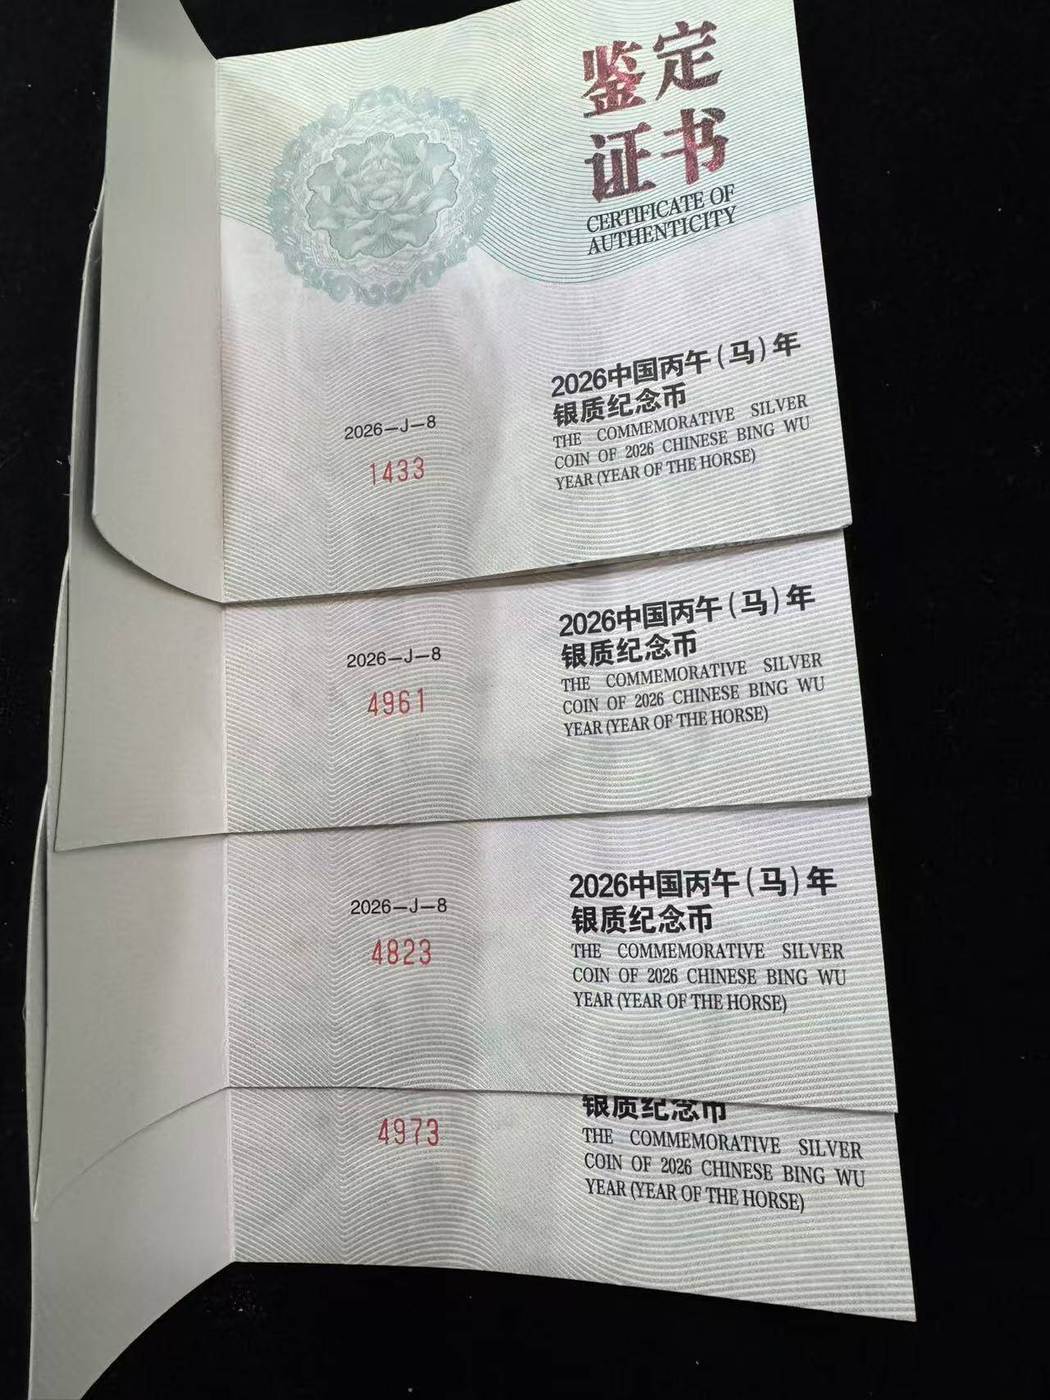 鉴定
证书
CERTIFICATE OF
AUTHENTICITY
2026中国丙午(马)年
银质纪念币
THE COMMEMORATIVE SILVER
COIN OF 2026 CHINESE BING WU
YEAR (YEAR OF THE HORSE)
2026-J-8
1433
2026中国丙午(马)年
银质纪念币
THE COMMEMORATIVE SILVER
COIN OF 2026 CHINESE BING WU
YEAR (YEAR OF THE HORSE)
2026-J-8
4961
2026中国丙午(马)年
银质纪念币
THE COMMEMORATIVE SILVER
COIN OF 2026 CHINESE BING WU
YEAR (YEAR OF THE HORSE)
2026-J-8
4823
银质纪念币
THE COMMEMORATIVE SILVER
COIN OF 2026 CHINESE BING WU
YEAR (YEAR OF THE HORSE)
4973